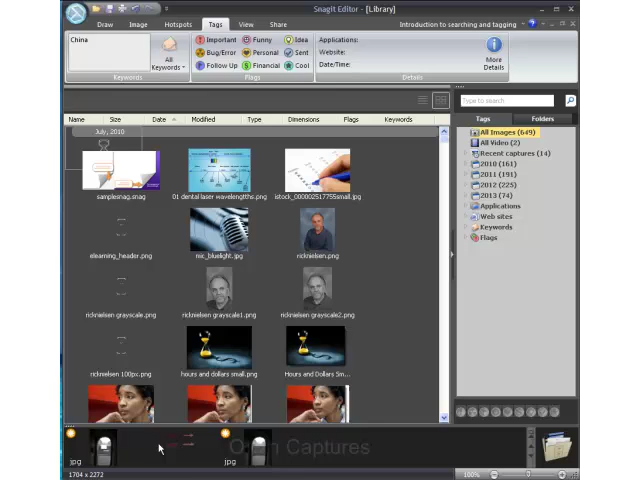 SnagIt Editor - [Library]
Draw Image Hotspots Tags View Share Introduction to searching and tagging
China
All Keywords
Keywords
Important Funny Idea
Bug/Error Personal Sent
Follow Up Financial Cool
Flags
Applications:
Website:
Date/Time:
More Details
Details
Type to search
Tags Folders
Name Size Date Modified Type Dimensions Flags Keywords
July, 2010
samplesnag.snag 01 dental laser wavelengtths.png istock_000002517755small.jpg
elearning_header.png mic_bluelight.jpg ricknielsen.png
ricknielsen grayscale.png ricknielsen grayscale1.png ricknielsen grayscale2.png
ricknielsen 100px.png hours and dollars small.png Hours and Dollars Sm...
All Images (649)
All Video (2)
Recent captures (14)
2010 (161)
2011 (191)
2012 (225)
2013 (74)
Applications
Web sites
Keywords
Flags
Open Captures
jpg jpg
1704 x 2272 100%